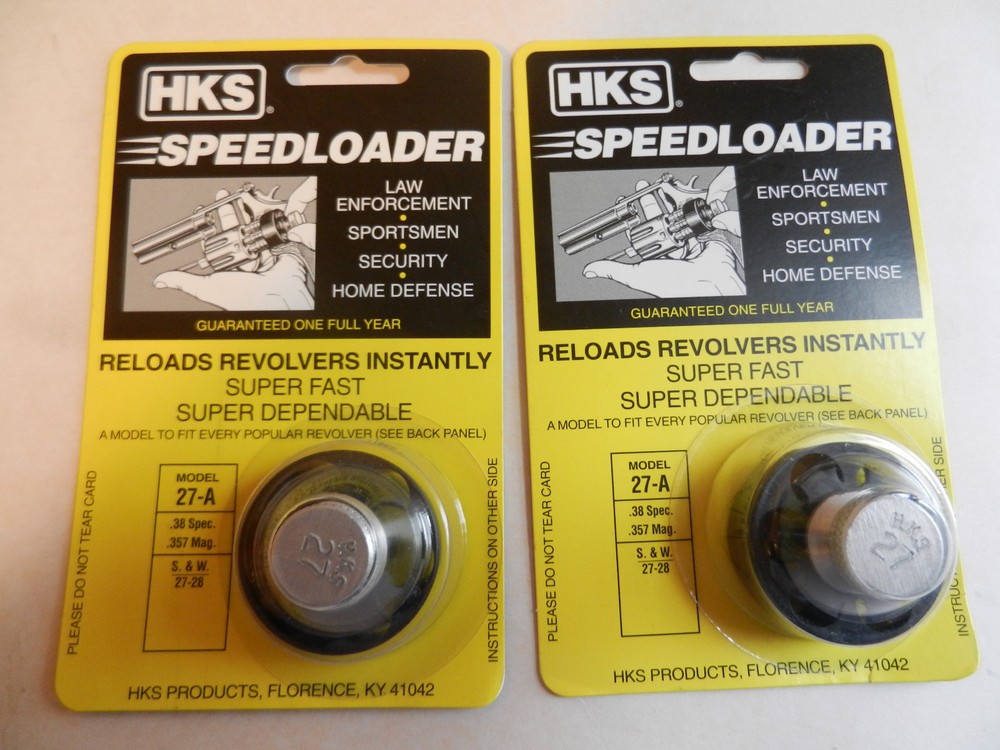 HKS®
SPEEDLOADER
LAW
ENFORCEMENT
•
SPORTSMEN
•
SECURITY
•
HOME DEFENSE
GUARANTEED ONE FULL YEAR
RELOADS REVOLVERS INSTANTLY
SUPER FAST
SUPER DEPENDABLE
A MODEL TO FIT EVERY POPULAR REVOLVER (SEE BACK PANEL)
PLEASE DO NOT TEAR CARD
MODEL
27-A
.38 Spec.
.357 Mag.
S. & W.
27-28
HKS
27
INSTRUCTIONS ON OTHER SIDE
HKS PRODUCTS, FLORENCE, KY 41042
HKS®
SPEEDLOADER
LAW
ENFORCEMENT
•
SPORTSMEN
•
SECURITY
•
HOME DEFENSE
GUARANTEED ONE FULL YEAR
RELOADS REVOLVERS INSTANTLY
SUPER FAST
SUPER DEPENDABLE
A MODEL TO FIT EVERY POPULAR REVOLVER (SEE BACK PANEL)
PLEASE DO NOT TEAR CARD
MODEL
27-A
.38 Spec.
.357 Mag.
S. & W.
27-28
HKS
27
SIDE
HKS PRODUCTS, FLORENCE, KY 41042